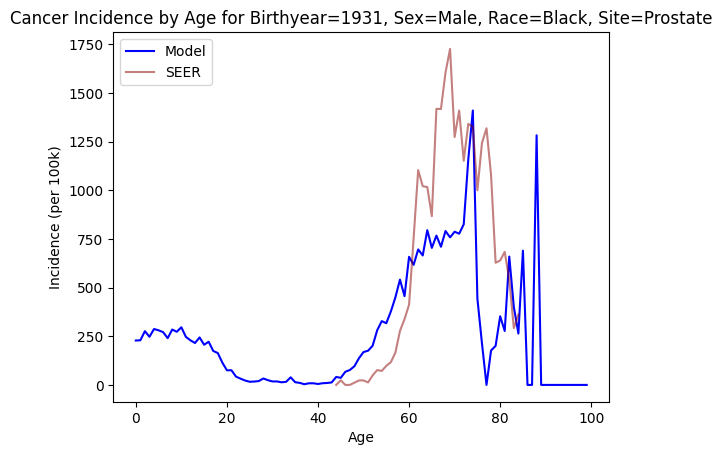 Cancer Incidence by Age for Birthyear=1931, Sex=Male, Race=Black, Site=Prostate
Model
SEER
Incidence (per 100k)
1750
1500
1250
1000
750
500
250
0
0 20 40 60 80 100
Age